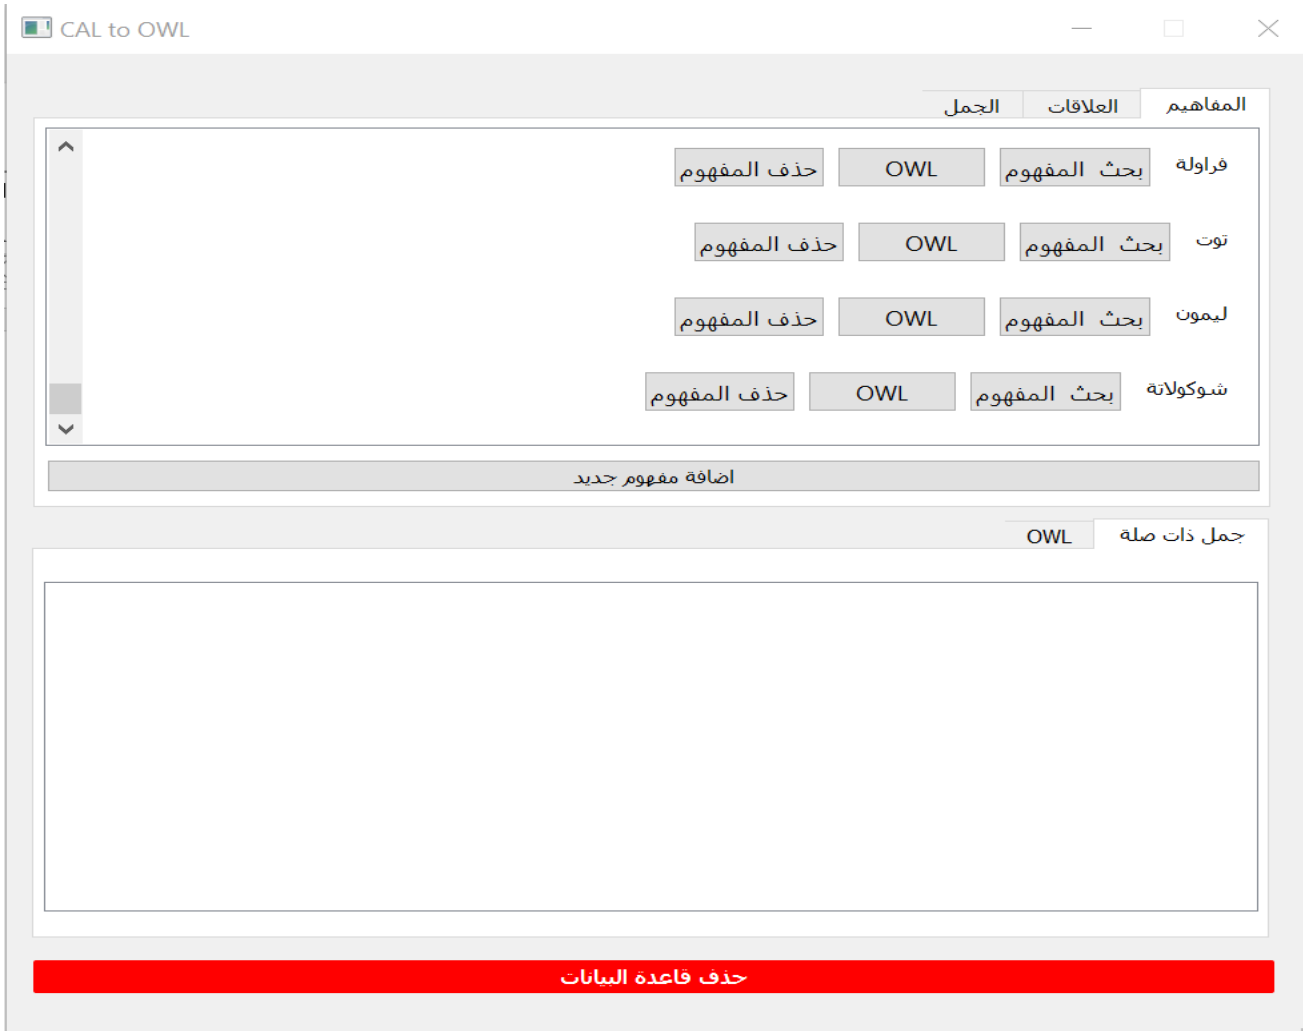 CAL to OWL
المفاهيم العلاقات الجمل
فراولة بحث المفهوم OWL حذف المفهوم
توت بحث المفهوم OWL حذف المفهوم
ليمون بحث المفهوم OWL حذف المفهوم
شوكولاتة بحث المفهوم OWL حذف المفهوم
اضافة مفهوم جديد
جمل ذات صلة OWL
حذف قاعدة البيانات